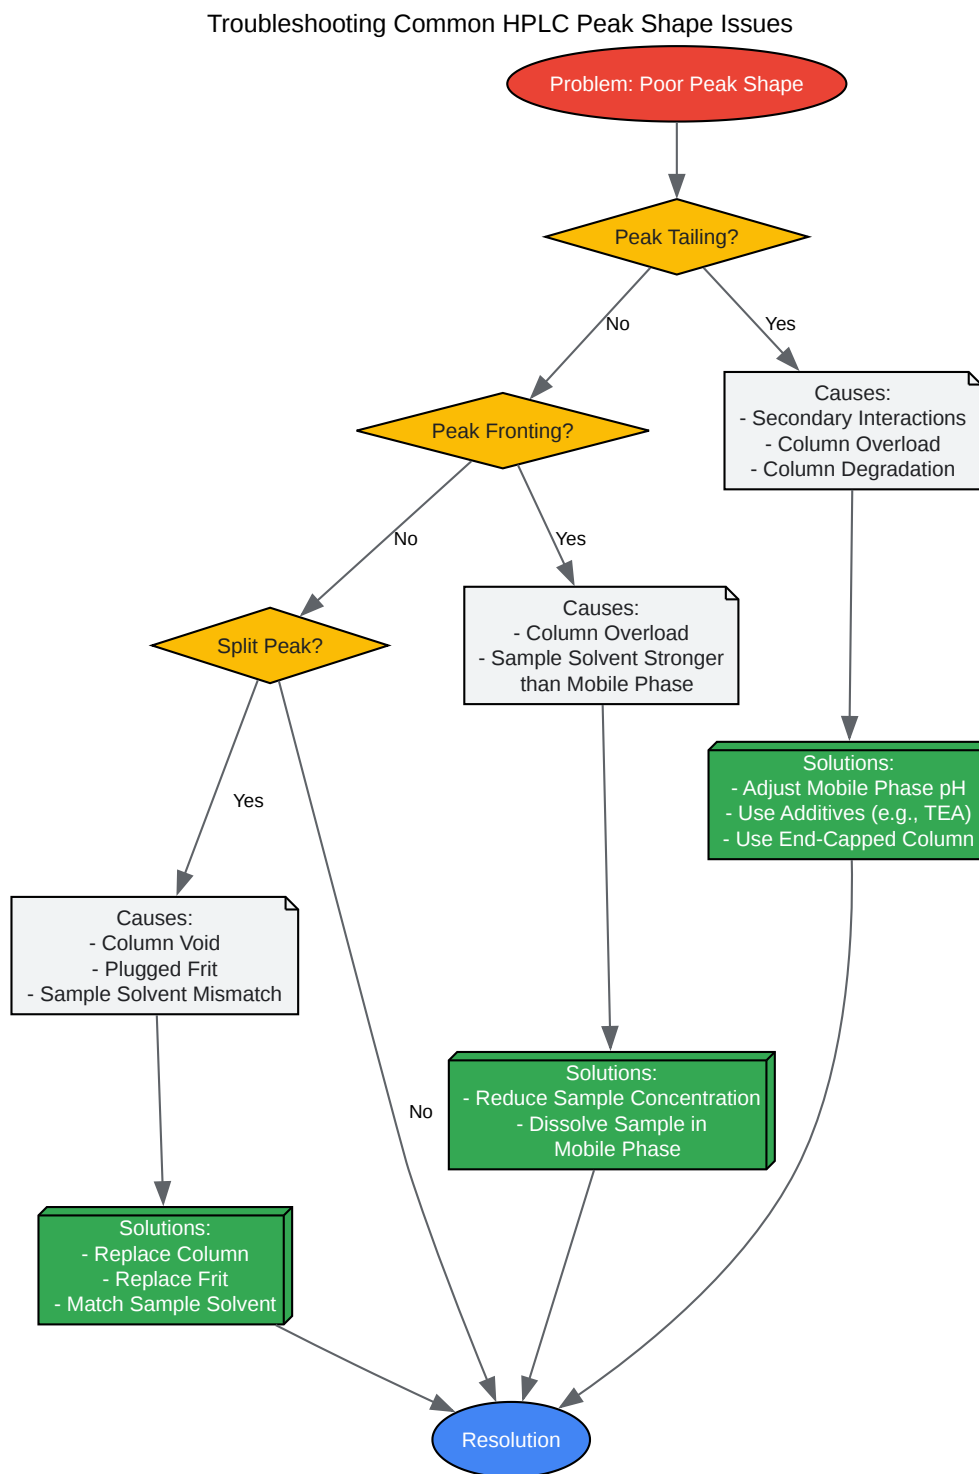 Troubleshooting Common HPLC Peak Shape Issues
Problem: Poor Peak Shape
Peak Tailing?
No
Yes
Causes:
- Secondary Interactions
- Column Overload
- Column Degradation
Peak Fronting?
No
Yes
Causes:
- Column Overload
- Sample Solvent Stronger
than Mobile Phase
Split Peak?
Solutions:
- Adjust Mobile Phase pH
- Use Additives (e.g., TEA)
- Use End-Capped Column
Yes
Causes:
- Column Void
- Plugged Frit
- Sample Solvent Mismatch
Solutions:
- Reduce Sample Concentration
- Dissolve Sample in
Mobile Phase
No
Solutions:
- Replace Column
- Replace Frit
- Match Sample Solvent
Resolution